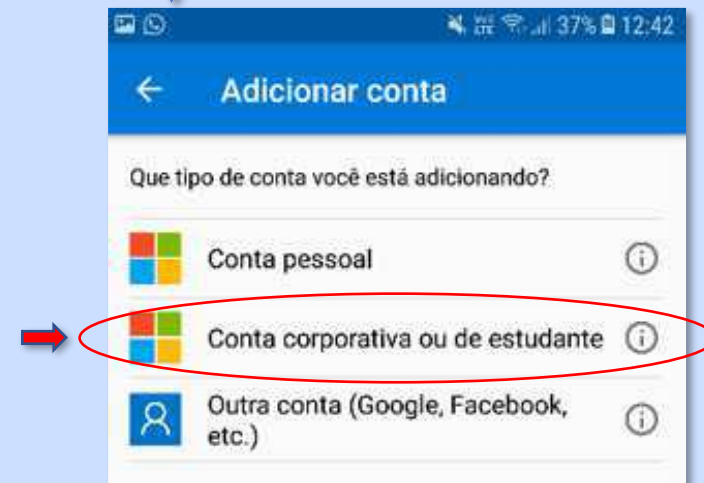 37% 12:42
Adicionar conta
Que tipo de conta você está adicionando?
Conta pessoal
Conta corporativa ou de estudante
Outra conta (Google, Facebook,
etc.)